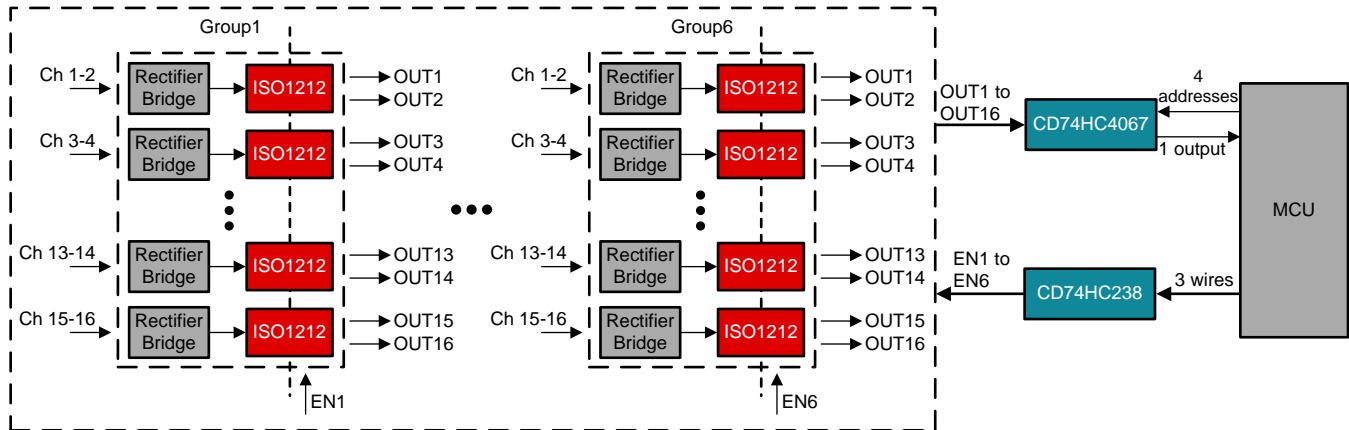 Group1
Group6
Ch 1-2
Rectifier
Bridge
ISO1212
OUT1
OUT2
Ch 3-4
Rectifier
Bridge
ISO1212
OUT3
OUT4
Ch 13-14
Rectifier
Bridge
ISO1212
OUT13
OUT14
Ch 15-16
Rectifier
Bridge
ISO1212
OUT15
OUT16
EN1
Ch 1-2
Rectifier
Bridge
ISO1212
OUT1
OUT2
Ch 3-4
Rectifier
Bridge
ISO1212
OUT3
OUT4
Ch 13-14
Rectifier
Bridge
ISO1212
OUT13
OUT14
Ch 15-16
Rectifier
Bridge
ISO1212
OUT15
OUT16
EN6
OUT1 to
OUT16
CD74HC4067
4
addresses
1 output
MCU
EN1 to
EN6
CD74HC238
3 wires